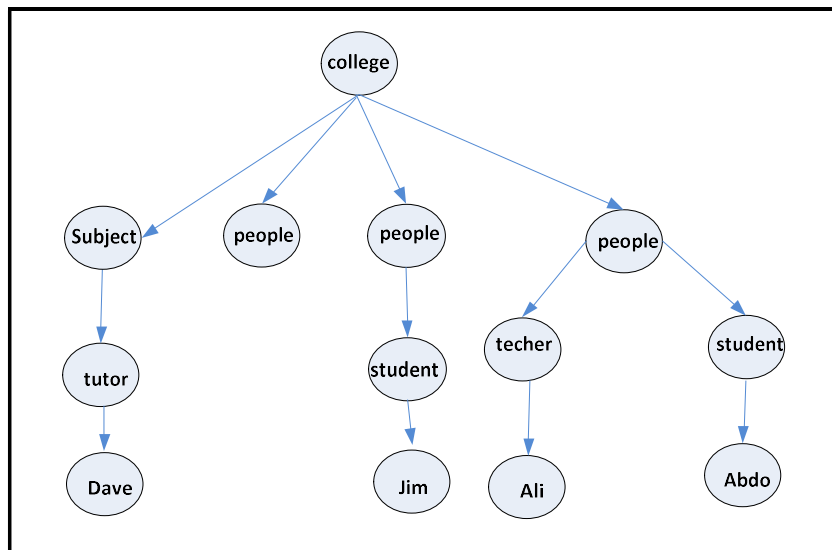 college
Subject
people
people
people
techer
student
tutor
student
Dave
Jim
Ali
Abdo